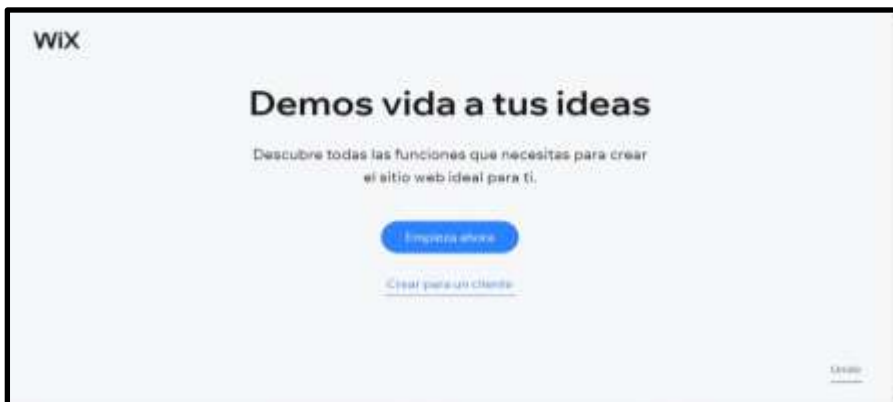 WiX
Demos vida a tus ideas
Descubre todas las funciones que necesitas para crear
el sitio web ideal para ti.
Empieza ahora
Crear para un cliente